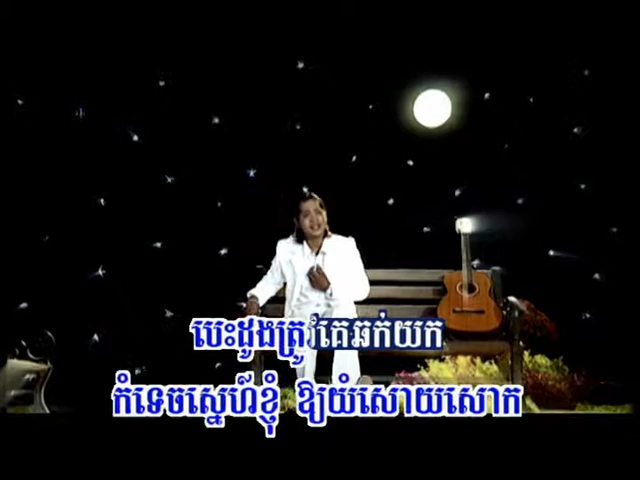 បេះដូងត្រូវគេឆក់យក
កំទេចស្នេហ៍ខ្ញុំ ឱ្យយំសោយសោក